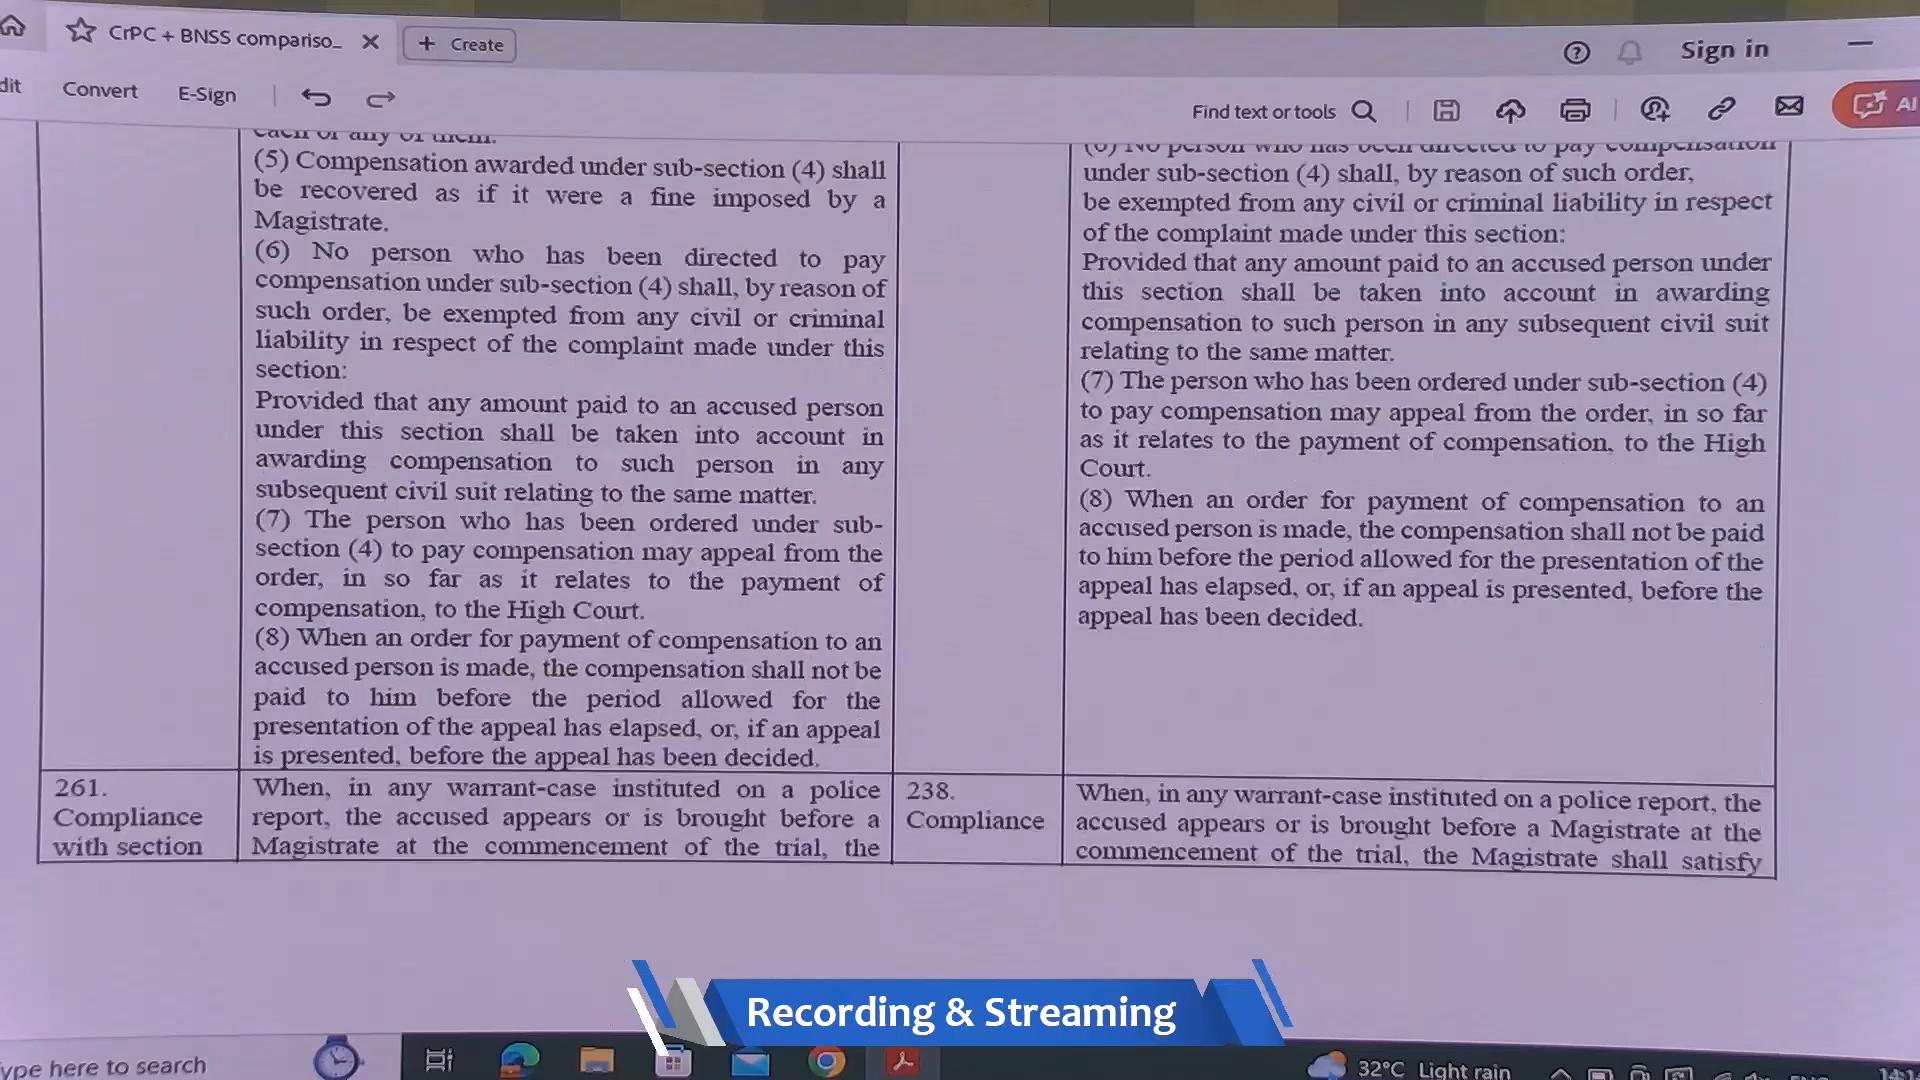 CrPC + BNSS compariso_
Create
Sign in
dit
Convert
E-Sign
Find text or tools
AI
each or any of them.
(5) Compensation awarded under sub-section (4) shall
be recovered as if it were a fine imposed by a
Magistrate.
(6) No person who has been directed to pay
compensation under sub-section (4) shall, by reason of
such order, be exempted from any civil or criminal
liability in respect of the complaint made under this
section:
Provided that any amount paid to an accused person
under this section shall be taken into account in
awarding compensation to such person in any
subsequent civil suit relating to the same matter.
(7) The person who has been ordered under sub-
section (4) to pay compensation may appeal from the
order, in so far as it relates to the payment of
compensation, to the High Court.
(8) When an order for payment of compensation to an
accused person is made, the compensation shall not be
paid to him before the period allowed for the
presentation of the appeal has elapsed, or, if an appeal
is presented, before the appeal has been decided.
(6) No person who has been directed to pay compensation
under sub-section (4) shall, by reason of such order,
be exempted from any civil or criminal liability in respect
of the complaint made under this section:
Provided that any amount paid to an accused person under
this section shall be taken into account in awarding
compensation to such person in any subsequent civil suit
relating to the same matter.
(7) The person who has been ordered under sub-section (4)
to pay compensation may appeal from the order, in so far
as it relates to the payment of compensation, to the High
Court.
(8) When an order for payment of compensation to an
accused person is made, the compensation shall not be paid
to him before the period allowed for the presentation of the
appeal has elapsed, or, if an appeal is presented, before the
appeal has been decided.
261.
Compliance
with section
When, in any warrant-case instituted on a police
report, the accused appears or is brought before a
Magistrate at the commencement of the trial, the
238.
Compliance
When, in any warrant-case instituted on a police report, the
accused appears or is brought before a Magistrate at the
commencement of the trial, the Magistrate shall satisfy
Recording & Streaming
ype here to search
32°C Light rain